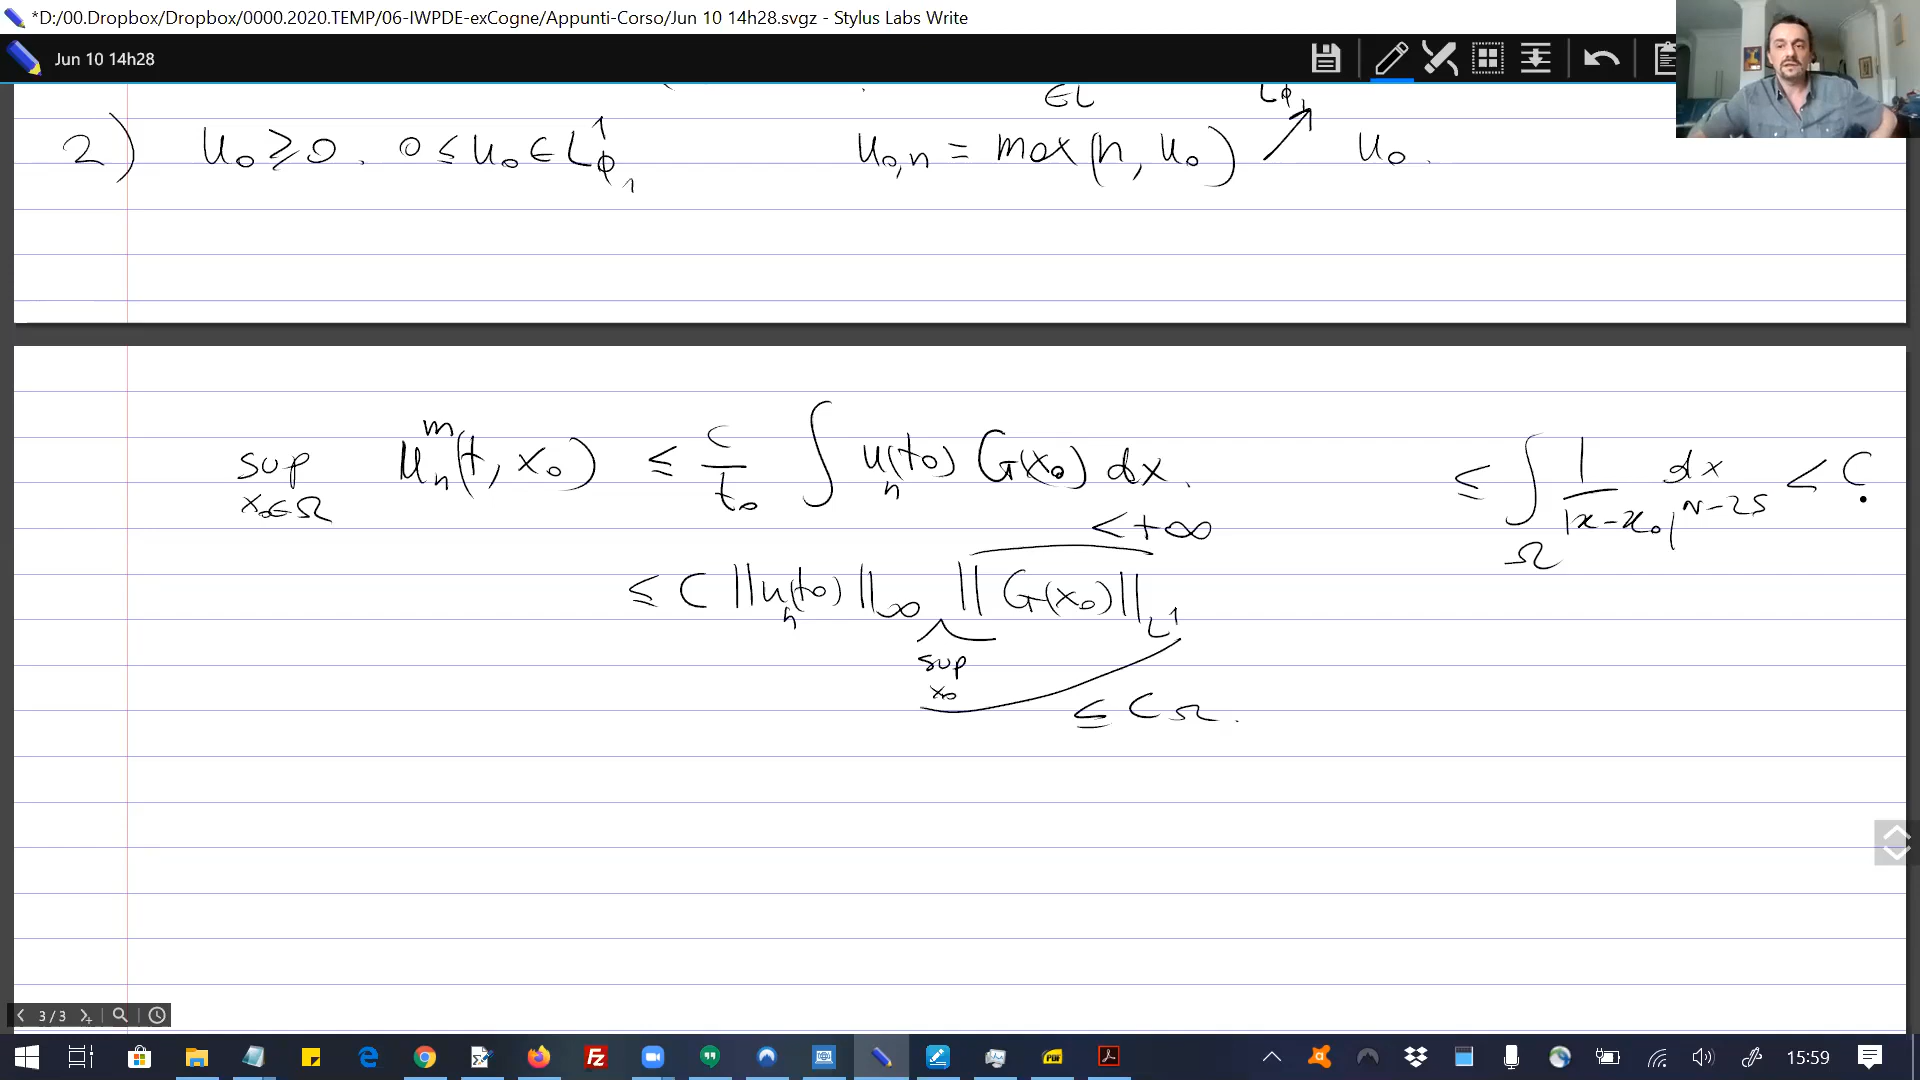 *D:/00.Dropbox/Dropbox/0000.2020.TEMP/06-IWPDE-exCogne/Appunti-Corso/Jun 10 14h28.svgz - Stylus Labs Write
Jun 10 14h28
∈L L¹_Φ₁
2) u₀ ≥ 0. 0 ≤ u₀ ∈ L¹_Φ₁ u₀,n = max(n, u₀) ↗ u₀.
sup_{x₀∈Ω} uₙᵐ(t, x₀) ≤ c/t₀ ∫ uₙ(t₀) G(x₀) dx. ≤ ∫_Ω 1/|x-x₀|^{N-2s} dx < C
< +∞
≤ C ||uₙ(t₀)||_∞ ||G(x₀)||_{L¹}
sup x₀
≤ C_Ω.
3 / 3
15:59